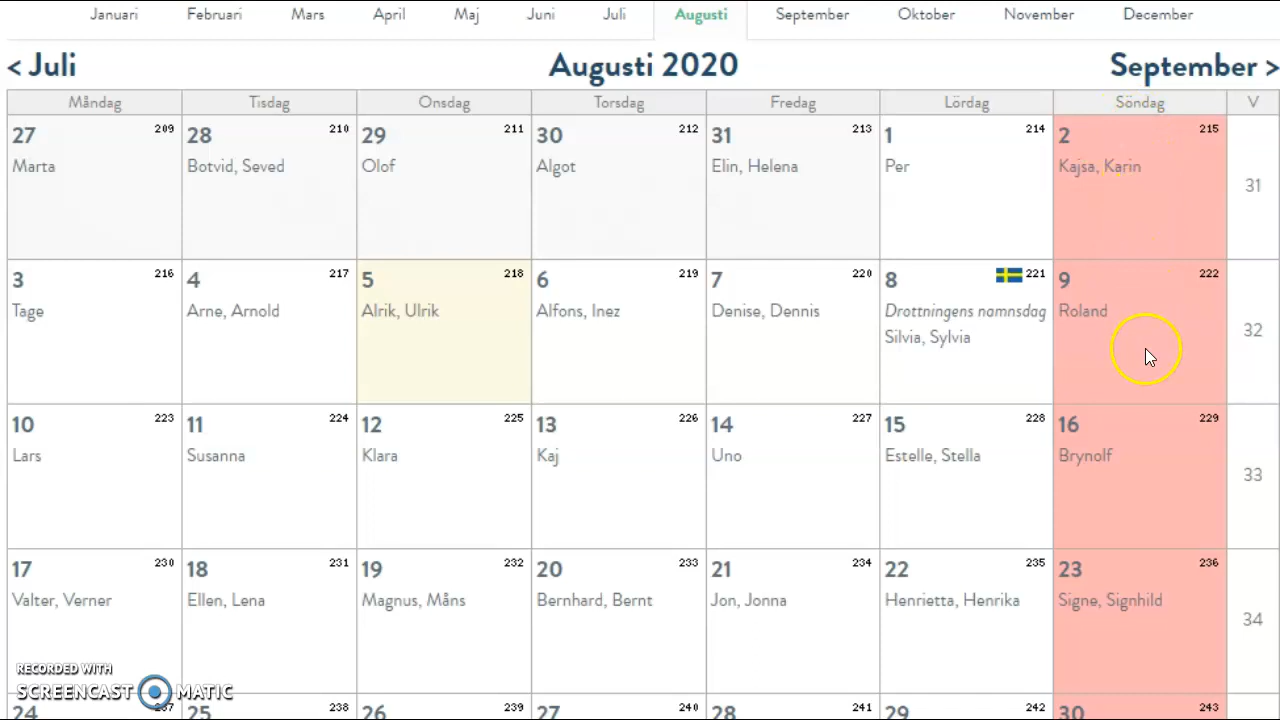 Januari Februari Mars April Maj Juni Juli Augusti September Oktober November December
< Juli Augusti 2020 September >
Måndag Tisdag Onsdag Torsdag Fredag Lördag Söndag V
27 209 28 210 29 211 30 212 31 213 1 214 2 215
Marta Botvid, Seved Olof Algot Elin, Helena Per Kajsa, Karin
31
3 216 4 217 5 218 6 219 7 220 8 221 9 222
Tage Arne, Arnold Alrik, Ulrik Alfons, Inez Denise, Dennis Drottningens namnsdag Roland
Silvia, Sylvia 32
10 223 11 224 12 225 13 226 14 227 15 228 16 229
Lars Susanna Klara Kaj Uno Estelle, Stella Brynolf
33
17 230 18 231 19 232 20 233 21 234 22 235 23 236
Valter, Verner Ellen, Lena Magnus, Måns Bernhard, Bernt Jon, Jonna Henrietta, Henrika Signe, Signhild
34
RECORDED WITH
SCREENCAST MATIC
24 237 25 238 26 239 27 240 28 241 29 242 30 243